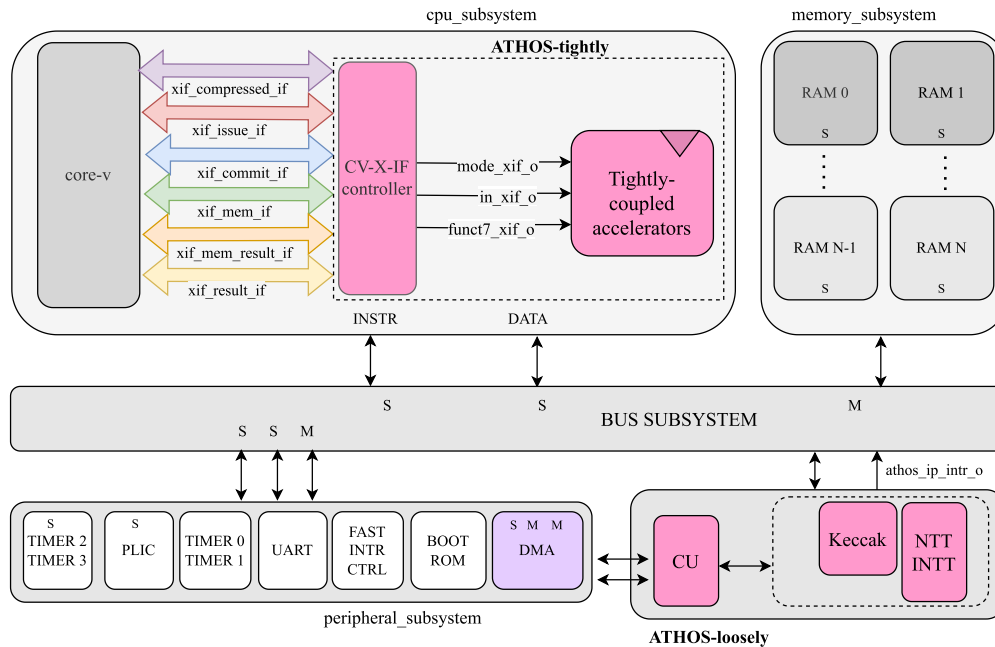 cpu_subsystem
memory_subsystem
ATHOS-tightly
core-v
xif_compressed_if
xif_issue_if
xif_commit_if
xif_mem_if
xif_mem_result_if
xif_result_if
CV-X-IF
controller
mode_xif_o
in_xif_o
funct7_xif_o
Tightly-
coupled
accelerators
RAM 0
S
RAM 1
S
RAM N-1
S
RAM N
S
INSTR
DATA
S
S
M
BUS SUBSYSTEM
S
S
M
athos_ip_intr_o
S
TIMER 2
TIMER 3
S
PLIC
TIMER 0
TIMER 1
UART
FAST
INTR
CTRL
BOOT
ROM
S M M
DMA
peripheral_subsystem
CU
Keccak
NTT
INTT
ATHOS-loosely